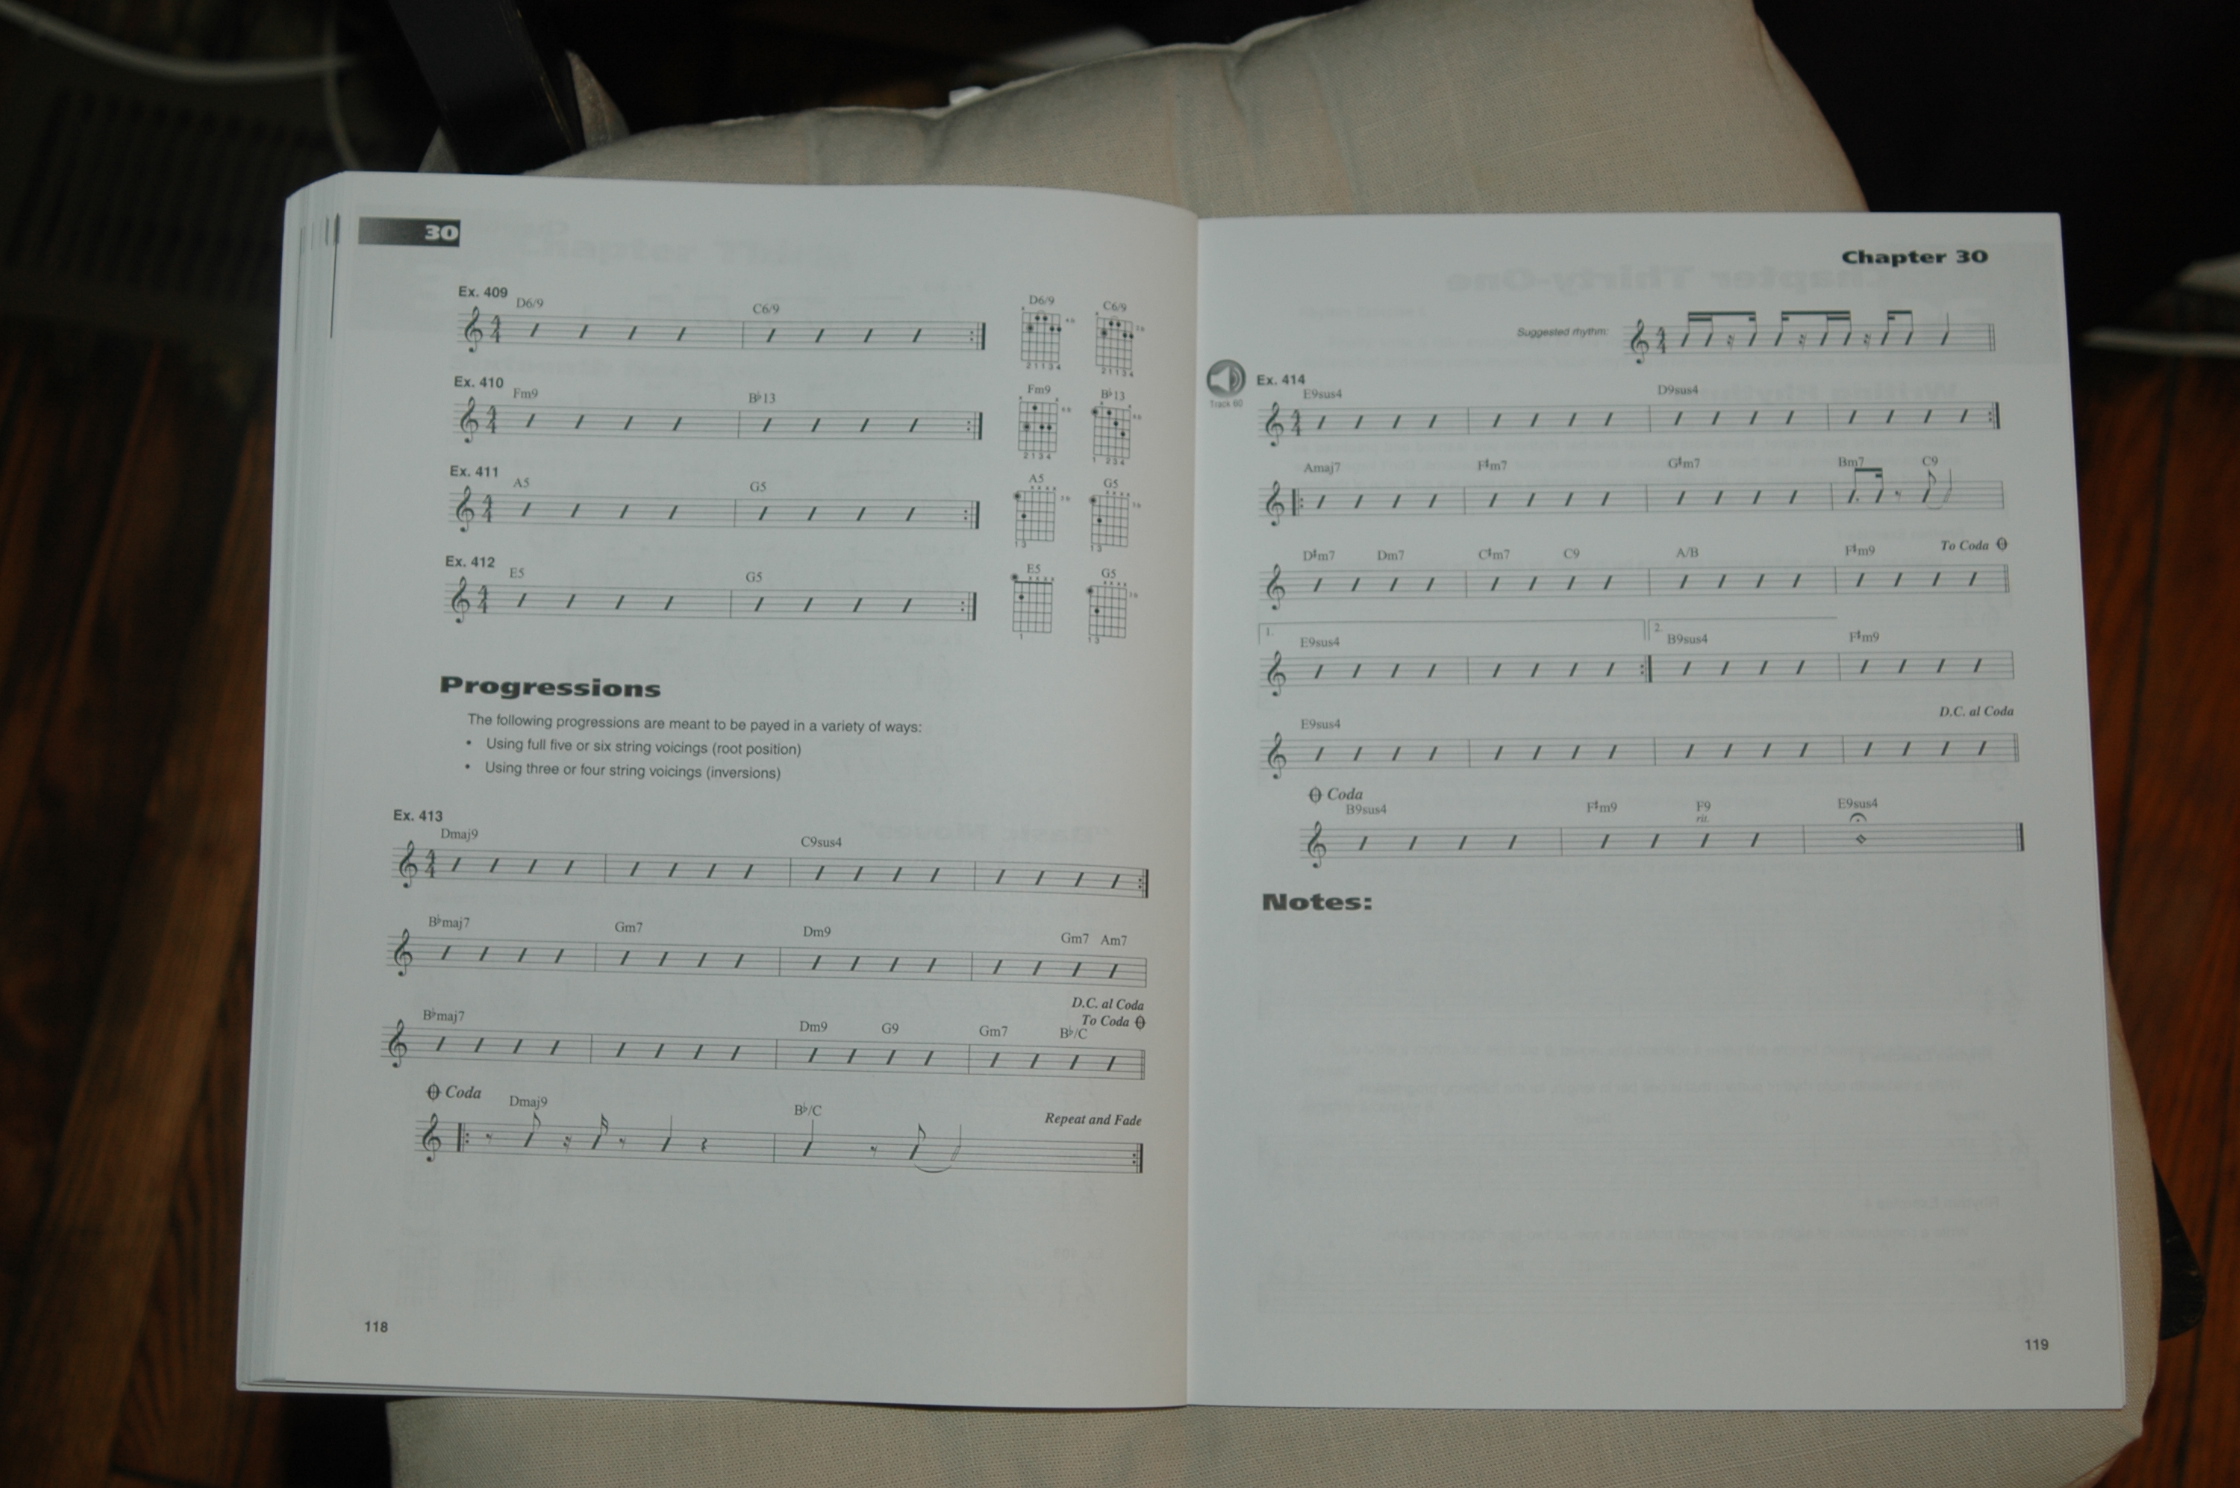 30
Ex. 409
D6/9 C6/9 D6/9 C6/9
Ex. 410
Fm9 B♭13 Fm9 B♭13
Ex. 411
A5 G5 A5 G5
Ex. 412
E5 G5 E5 G5
Progressions
The following progressions are meant to be payed in a variety of ways:
• Using full five or six string voicings (root position)
• Using three or four string voicings (inversions)
Ex. 413
Dmaj9 C9sus4
B♭maj7 Gm7 Dm9 Gm7 Am7
D.C. al Coda
To Coda
B♭maj7 Dm9 G9 Gm7 B♭/C
Coda
Dmaj9 B♭/C Repeat and Fade
118
Chapter 30
Suggested rhythm:
Track 60
Ex. 414
E9sus4 D9sus4
Amaj7 F♯m7 G♯m7 Bm7 C9
To Coda
D♯m7 Dm7 C♯m7 C9 A/B F♯m9
1. 2.
E9sus4 B9sus4 F♯m9
D.C. al Coda
E9sus4
Coda
B9sus4 F♯m9 F9 E9sus4
rit.
Notes:
119